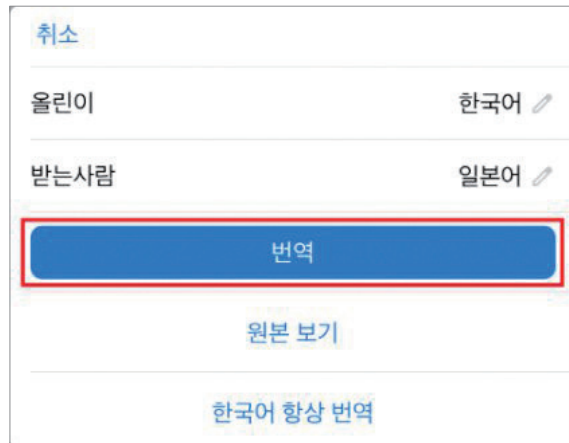 취소
올린이 한국어
받는사람 일본어
번역
원본 보기
한국어 항상 번역